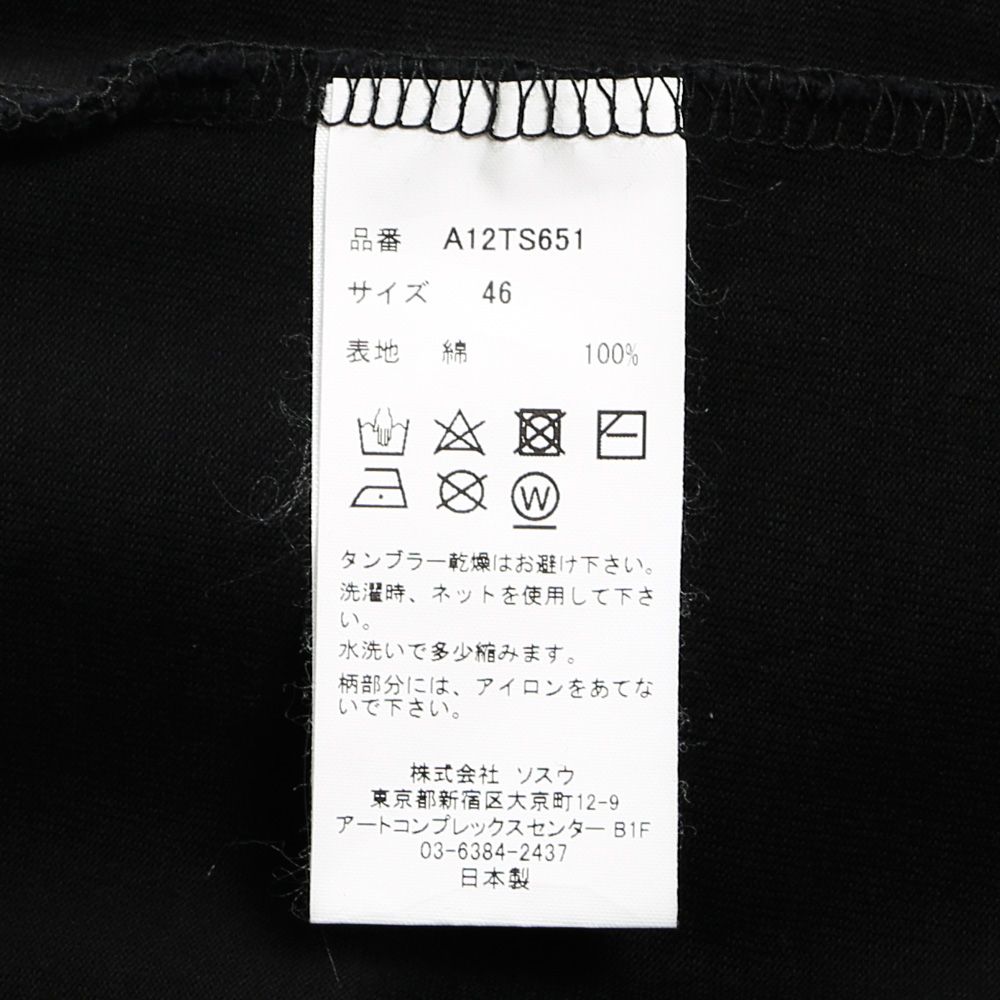 品番 A12TS651
サイズ 46
表地 綿 100%
W
タンブラー乾燥はお避け下さい。
洗濯時、ネットを使用して下さ
い。
水洗いで多少縮みます。
柄部分には、アイロンをあてな
いで下さい。
株式会社 ソスウ
東京都新宿区大京町12-9
アートコンプレックスセンター B1F
03-6384-2437
日本製